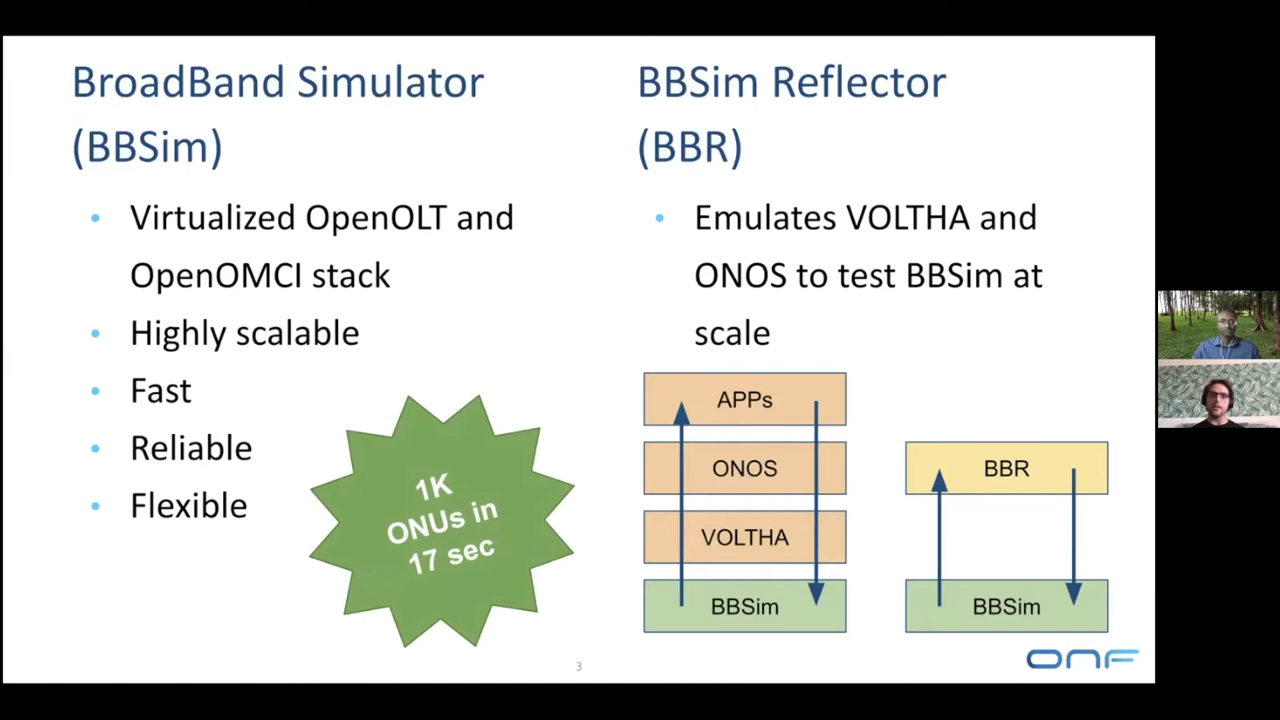 BroadBand Simulator
(BBSim)
• Virtualized OpenOLT and
OpenOMCI stack
• Highly scalable
• Fast
• Reliable
• Flexible
1K
ONUs in
17 sec
BBSim Reflector
(BBR)
• Emulates VOLTHA and
ONOS to test BBSim at
scale
APPs
ONOS
VOLTHA
BBSim
BBR
BBSim
3
ONF